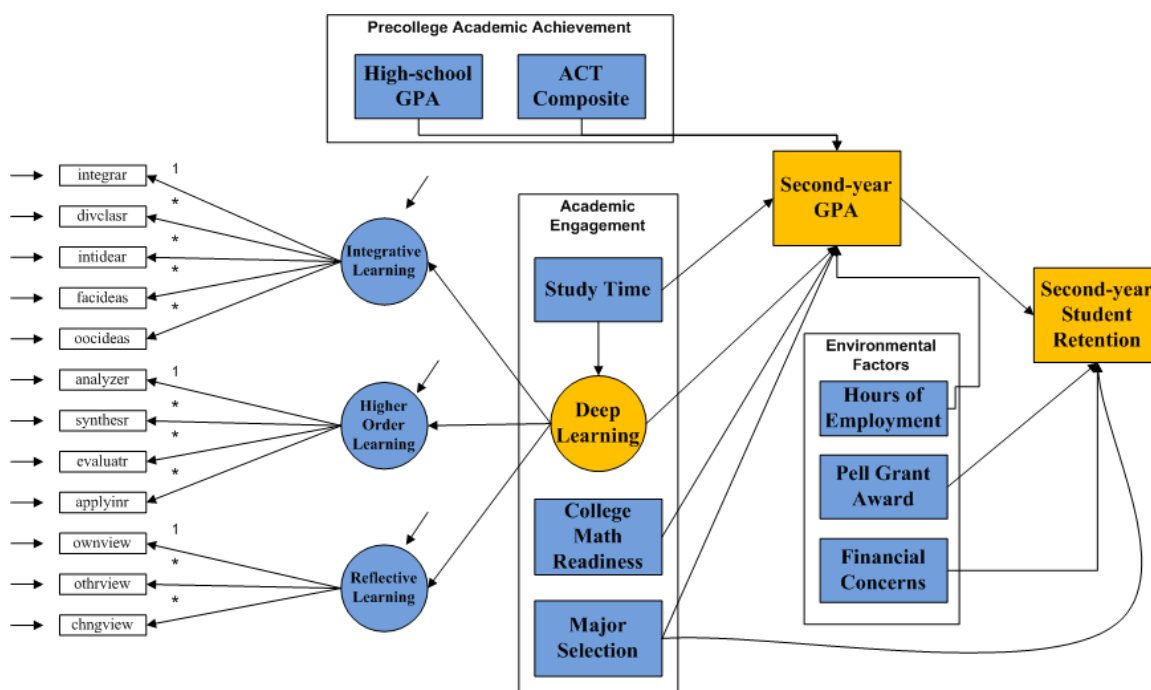 Precollege Academic Achievement
High-school
GPA
ACT
Composite
integrar
divclasr
intidear
facideas
oocideas
analyzer
synthesr
evaluatr
applyinr
ownview
othrview
chngview
1
*
*
*
*
1
*
*
*
1
*
*
Integrative
Learning
Higher
Order
Learning
Reflective
Learning
Academic
Engagement
Study Time
Deep
Learning
College
Math
Readiness
Major
Selection
Second-year
GPA
Environmental
Factors
Hours of
Employment
Pell Grant
Award
Financial
Concerns
Second-year
Student
Retention